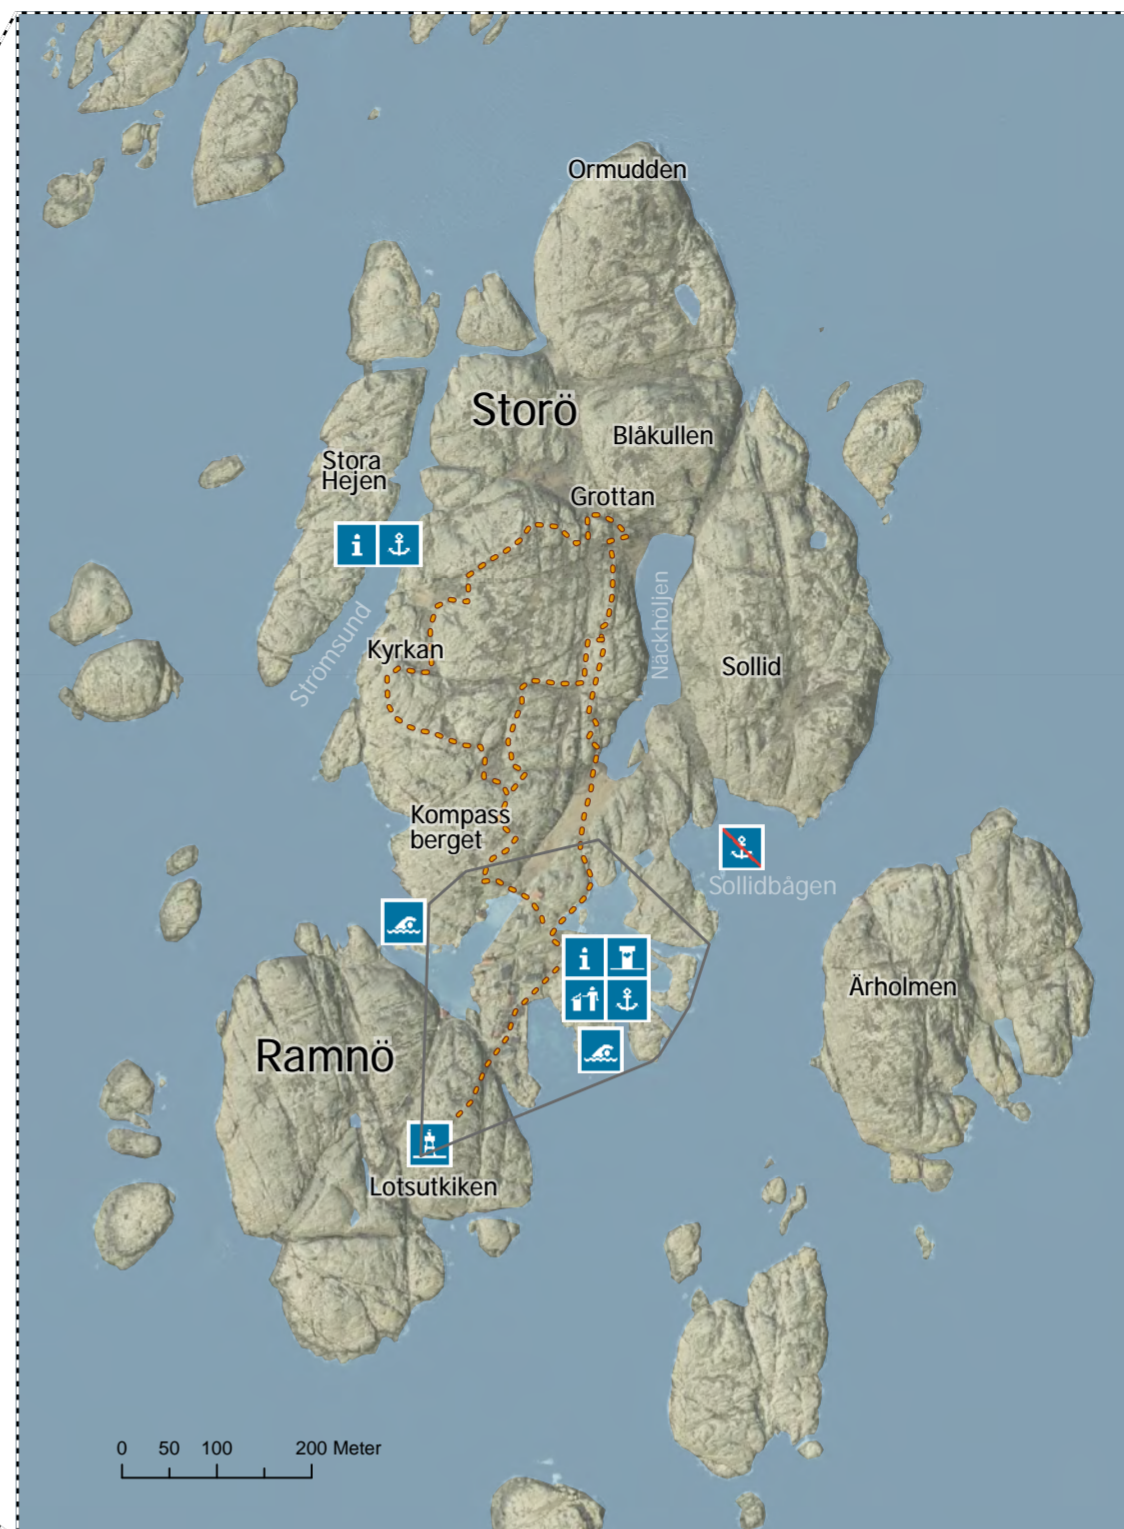 Ormudden
Storö
Blåkullen
Stora
Hejen
Grottan
Strömsund
Kyrkan
Näckhöljen
Sollid
Kompass
berget
Sollidbågen
Ärholmen
Ramnö
Lotsutkiken
0 50 100 200 Meter